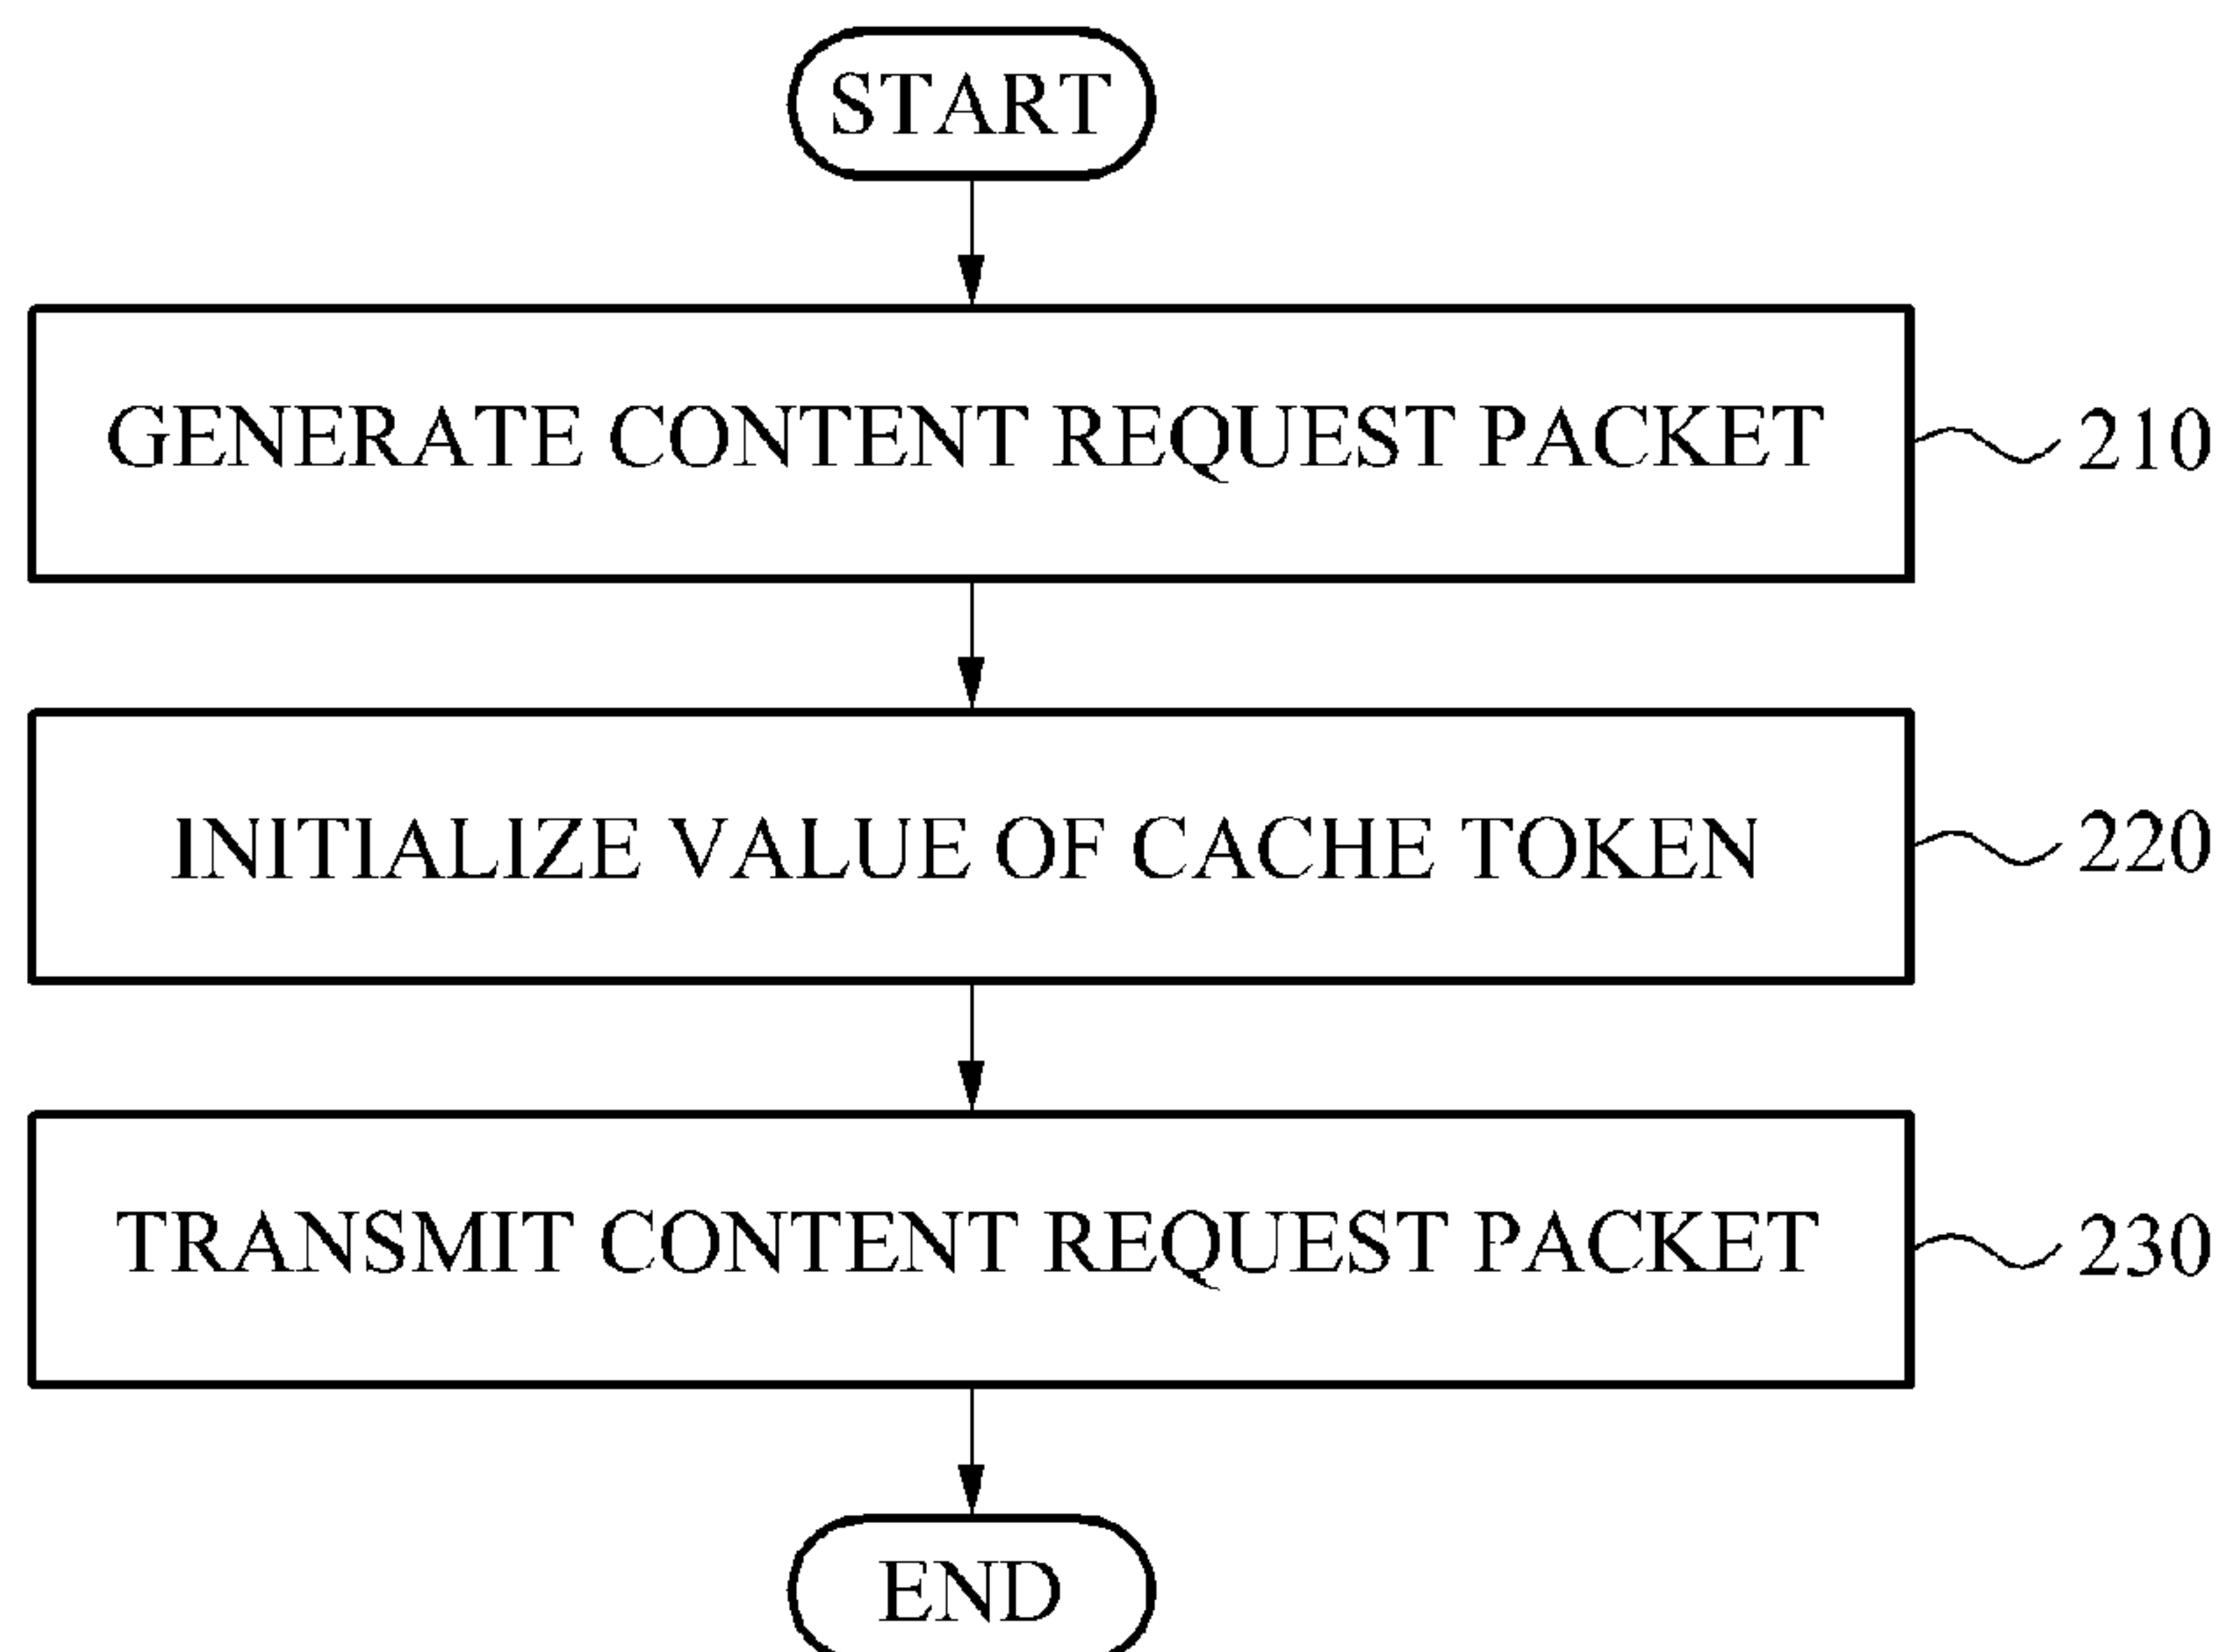 START
GENERATE CONTENT REQUEST PACKET
210
INITIALIZE VALUE OF CACHE TOKEN
220
TRANSMIT CONTENT REQUEST PACKET
230
END